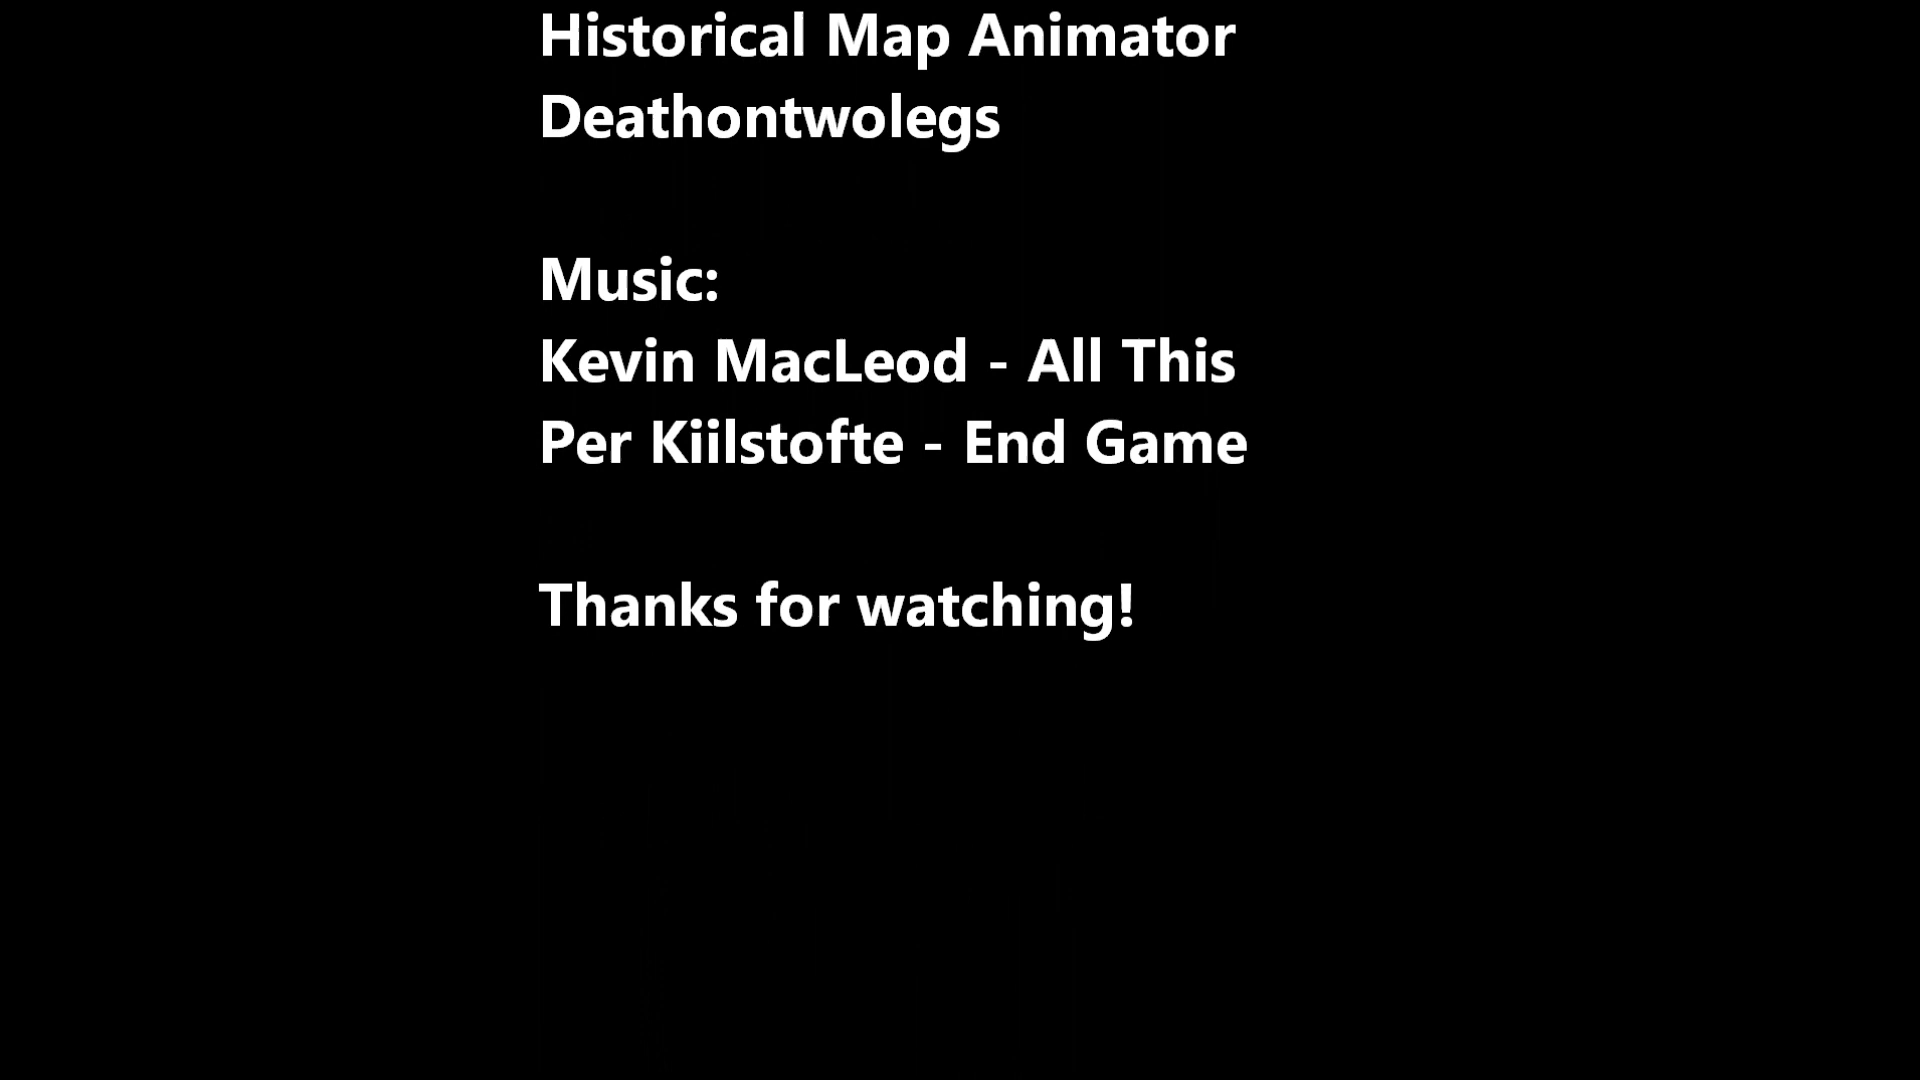 Historical Map Animator
Deathontwolegs
Music:
Kevin MacLeod - All This
Per Kiilstofte - End Game
Thanks for watching!